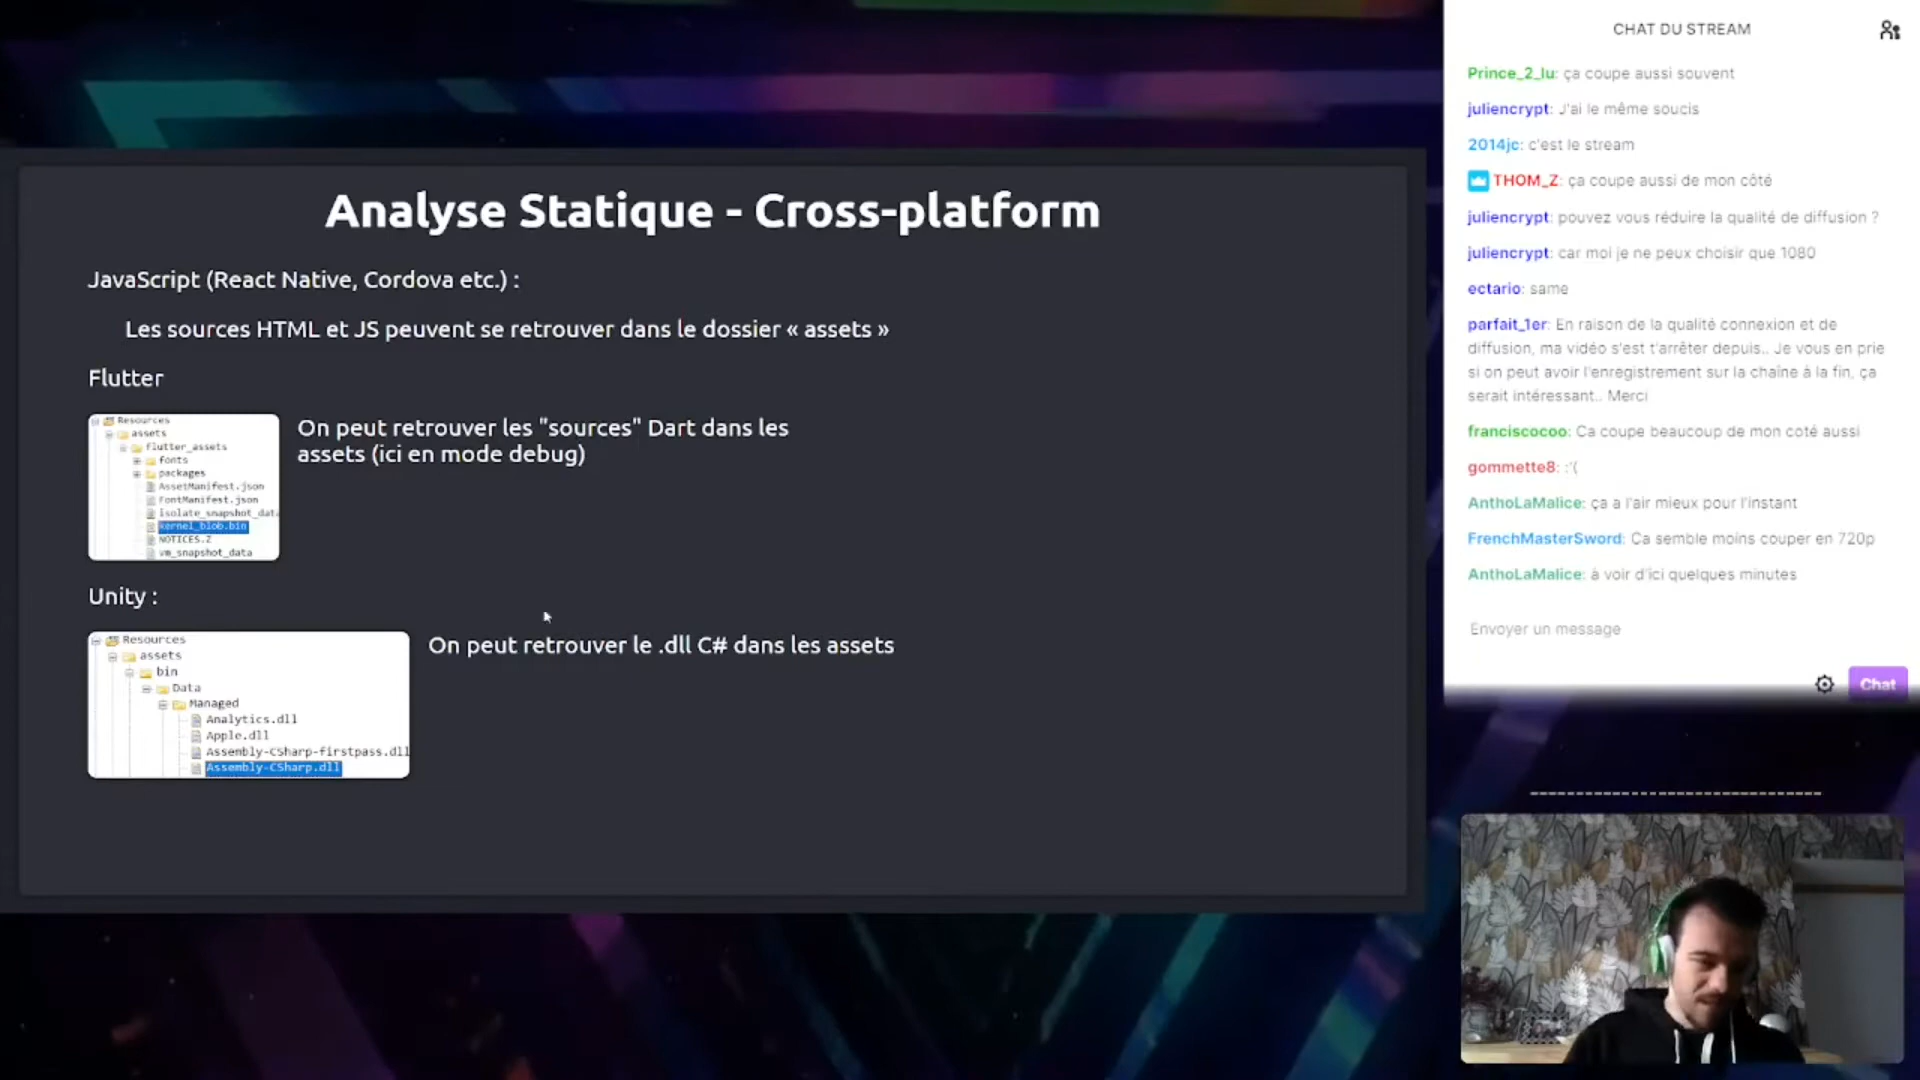 Analyse Statique - Cross-platform
JavaScript (React Native, Cordova etc.) :
Les sources HTML et JS peuvent se retrouver dans le dossier « assets »
Flutter
Resources
assets
flutter_assets
fonts
packages
AssetManifest.json
FontManifest.json
isolate_snapshot_data
kernel_blob.bin
NOTICES.Z
vm_snapshot_data
On peut retrouver les "sources" Dart dans les
assets (ici en mode debug)
Unity :
Resources
assets
bin
Data
Managed
Analytics.dll
Apple.dll
Assembly-CSharp-firstpass.dll
Assembly-CSharp.dll
On peut retrouver le .dll C# dans les assets
CHAT DU STREAM
Prince_2_lu: ça coupe aussi souvent
juliencrypt: J'ai le même soucis
2014jc: c'est le stream
THOM_Z: ça coupe aussi de mon côté
juliencrypt: pouvez vous réduire la qualité de diffusion ?
juliencrypt: car moi je ne peux choisir que 1080
ectario: same
parfait_1er: En raison de la qualité connexion et de
diffusion, ma vidéo s'est t'arrêter depuis.. Je vous en prie
si on peut avoir l'enregistrement sur la chaîne à la fin, ça
serait intéressant.. Merci
franciscocoo: Ca coupe beaucoup de mon coté aussi
gommette8: :'(
AnthoLaMalice: ça a l'air mieux pour l'instant
FrenchMasterSword: Ca semble moins couper en 720p
AnthoLaMalice: à voir d'ici quelques minutes
Envoyer un message
Chat
--------------------------------